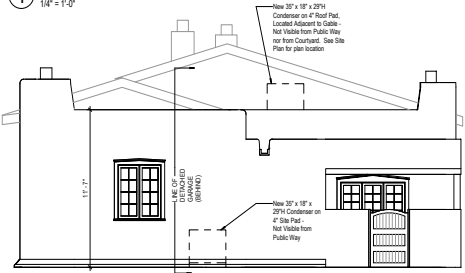 1/4" = 1'-0"
New 35" x 18" x 29"H
Condenser on 4" Roof Pad,
Located Adjacent to Gable -
Not Visible from Public Way
nor from Courtyard. See Site
Plan for plan location
11' - 7"
LINE OF
DETACHED
GARAGE
(BEHIND)
New 35" x 18" x
29"H Condenser on
4" Site Pad -
Not Visible from
Public Way